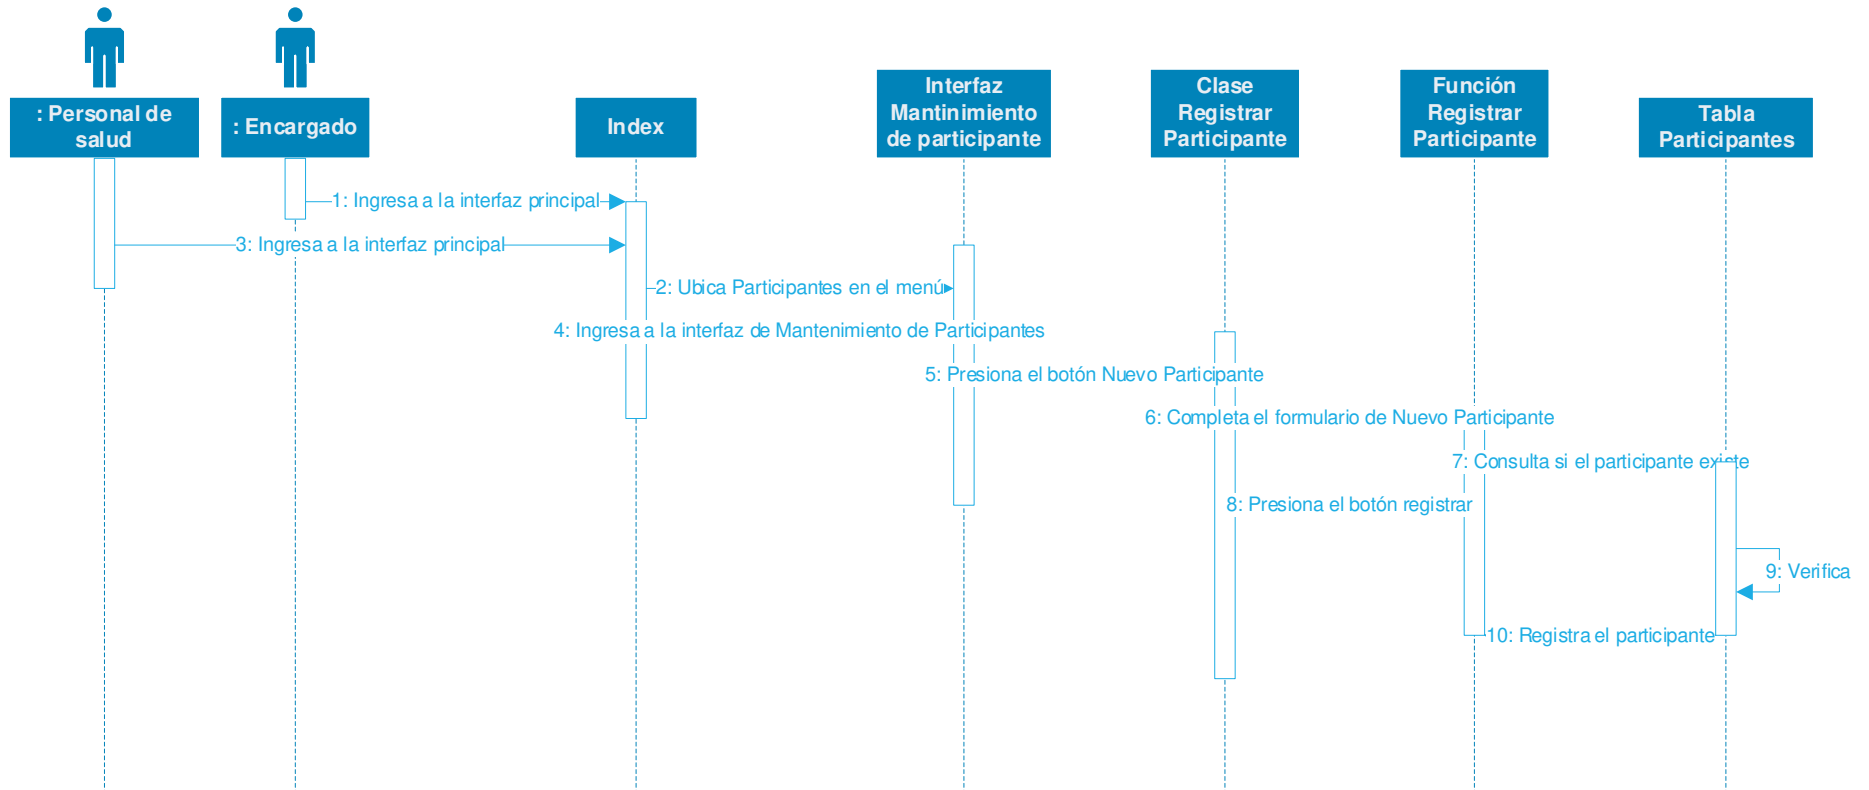 : Personal de
salud
: Encargado
Index
Interfaz
Mantinimiento
de participante
Clase
Registrar
Participante
Función
Registrar
Participante
Tabla
Participantes
1: Ingresa a la interfaz principal
3: Ingresa a la interfaz principal
2: Ubica Participantes en el menú
4: Ingresa a la interfaz de Mantenimiento de Participantes
5: Presiona el botón Nuevo Participante
6: Completa el formulario de Nuevo Participante
7: Consulta si el participante existe
8: Presiona el botón registrar
9: Verifica
10: Registra el participante